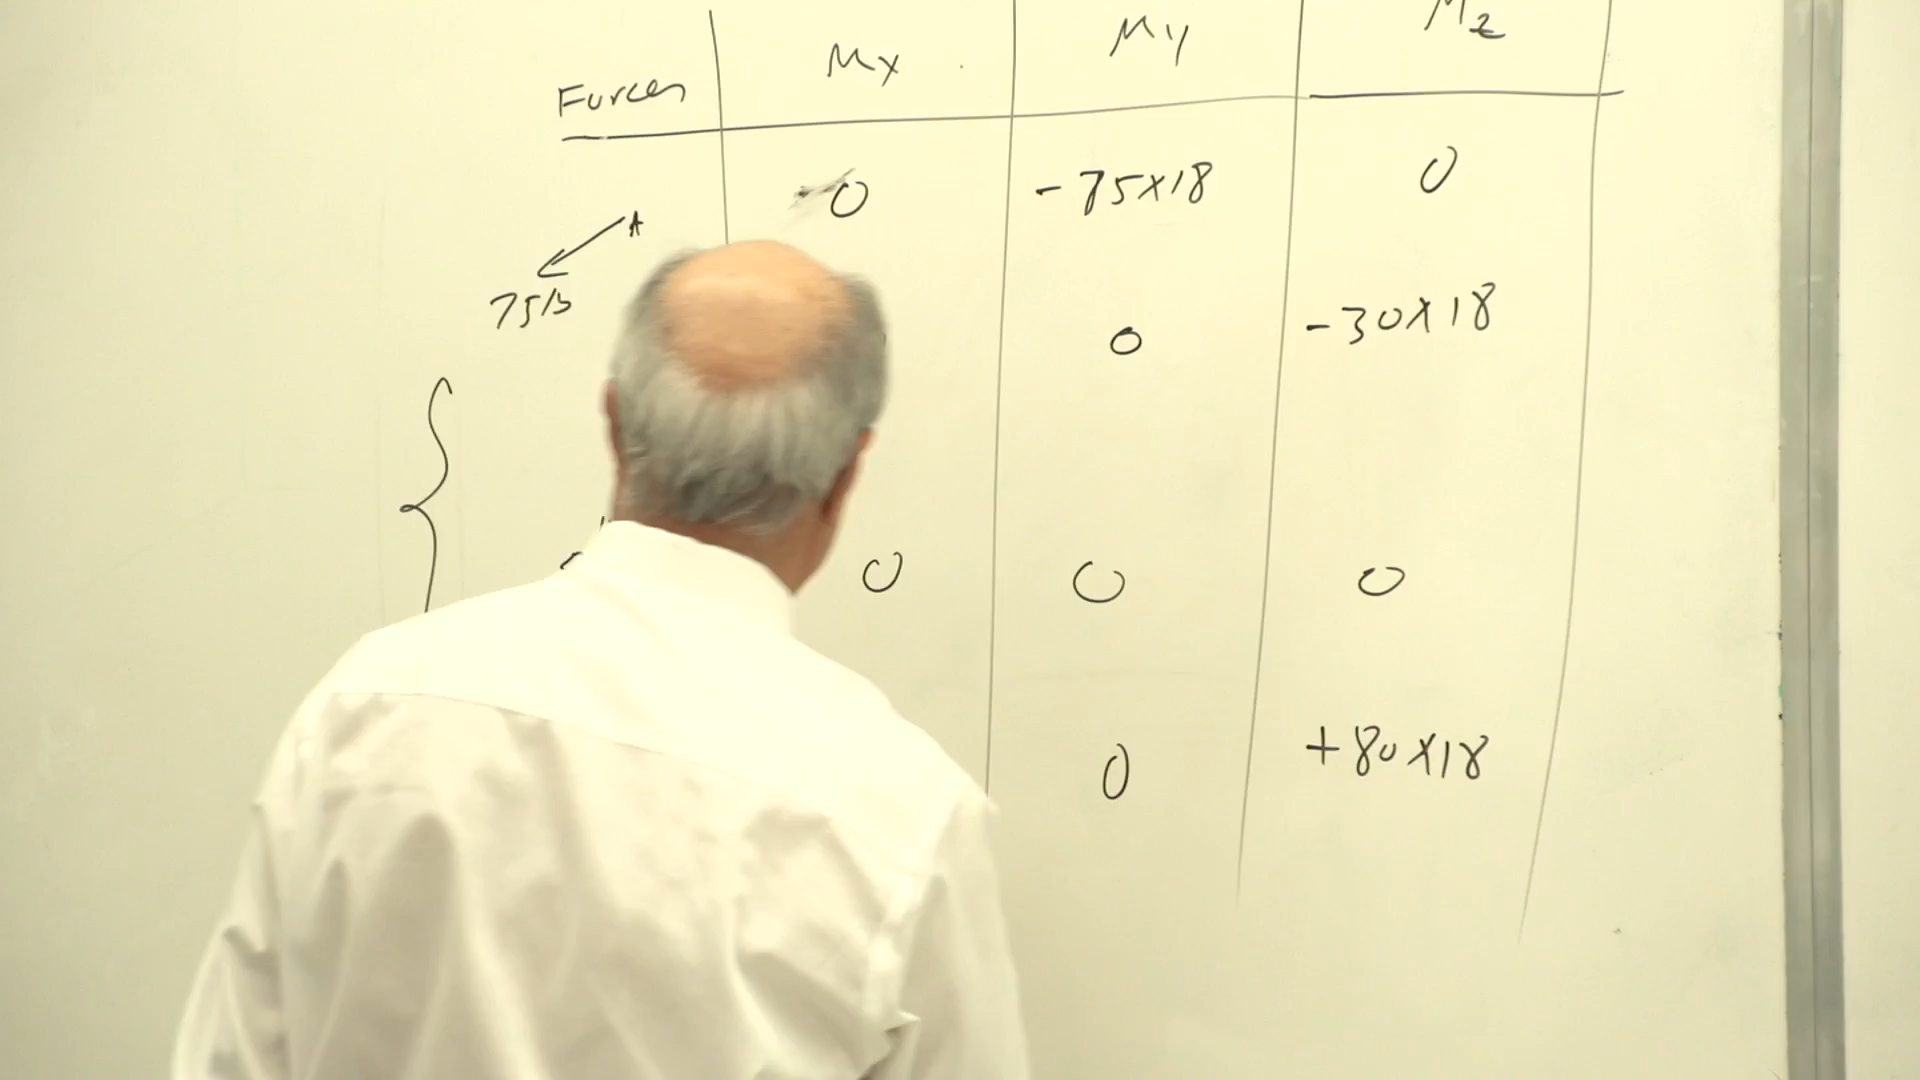 Forces Mx My Mz
0 -75x18 0
A
75lb
0 -30x18
0 0 0
0 +80x18